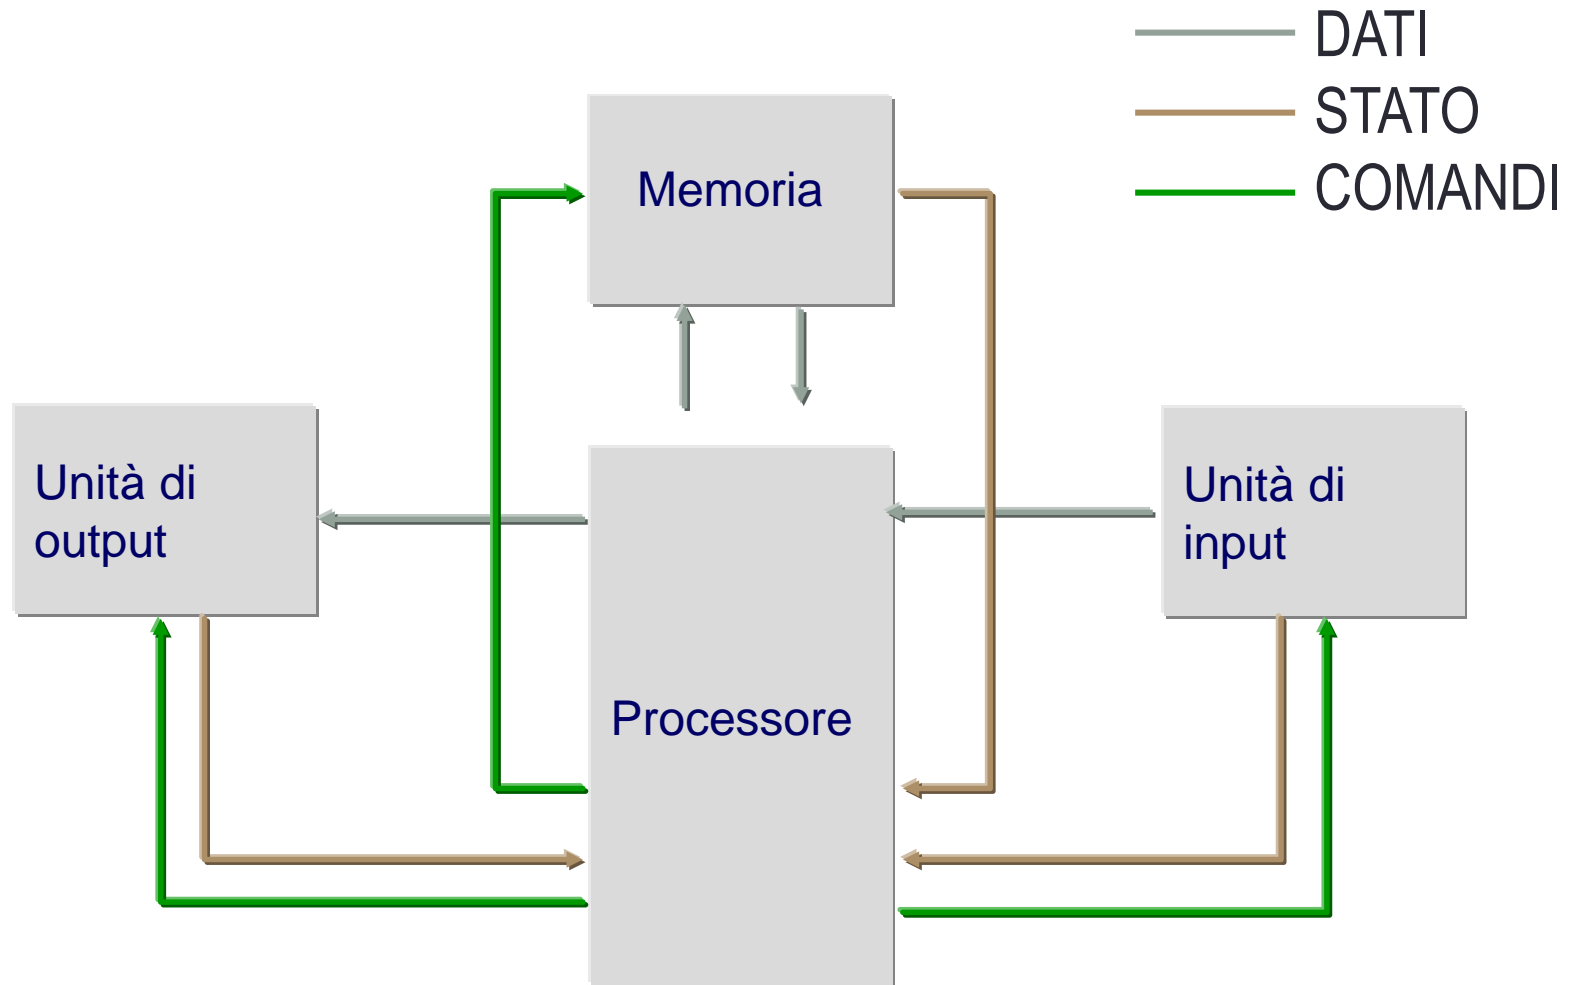 DATI
STATO
COMANDI
Memoria
Unità di
output
Unità di
input
Processore